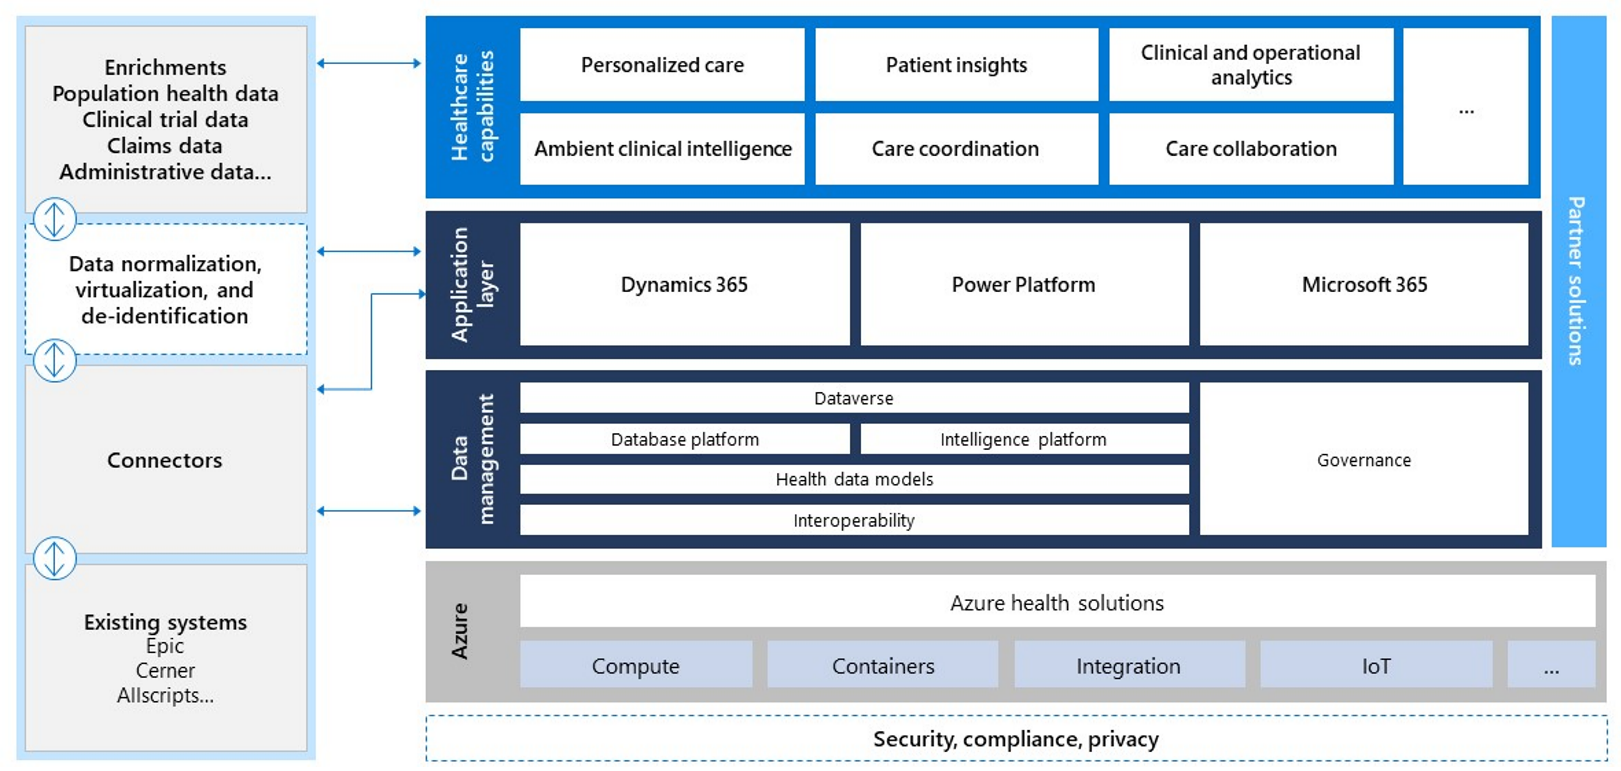 Enrichments
Population health data
Clinical trial data
Claims data
Administrative data...
Data normalization,
virtualization, and
de-identification
Connectors
Existing systems
Epic
Cerner
Allscripts...
Healthcare
capabilities
Personalized care
Patient insights
Clinical and operational
analytics
...
Ambient clinical intelligence
Care coordination
Care collaboration
Application
layer
Dynamics 365
Power Platform
Microsoft 365
Data
management
Dataverse
Database platform
Intelligence platform
Health data models
Interoperability
Governance
Partner solutions
Azure
Azure health solutions
Compute
Containers
Integration
IoT
...
Security, compliance, privacy